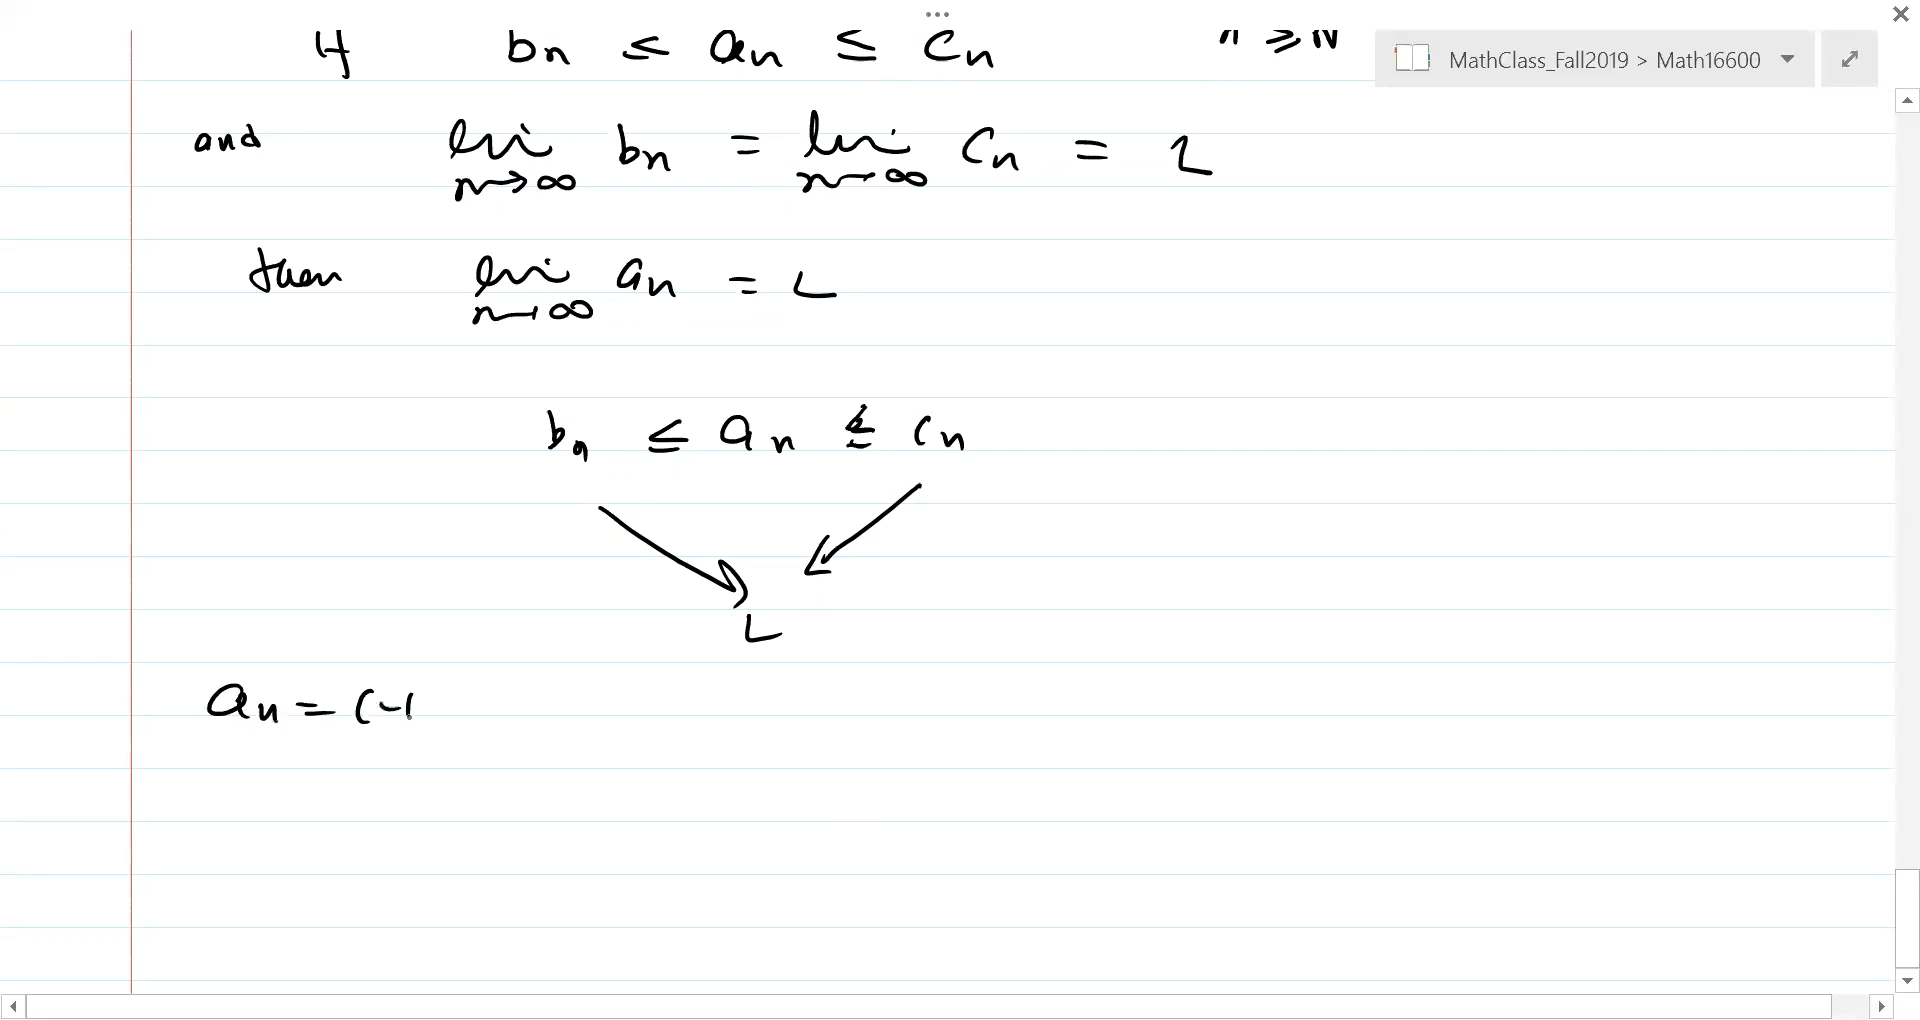 If bn ≤ an ≤ cn n ≥ N
MathClass_Fall2019 > Math16600
and lim n→∞ bn = lim n→∞ cn = L
then lim n→∞ an = L
bn ≤ an ≤ cn
L
an = (-1